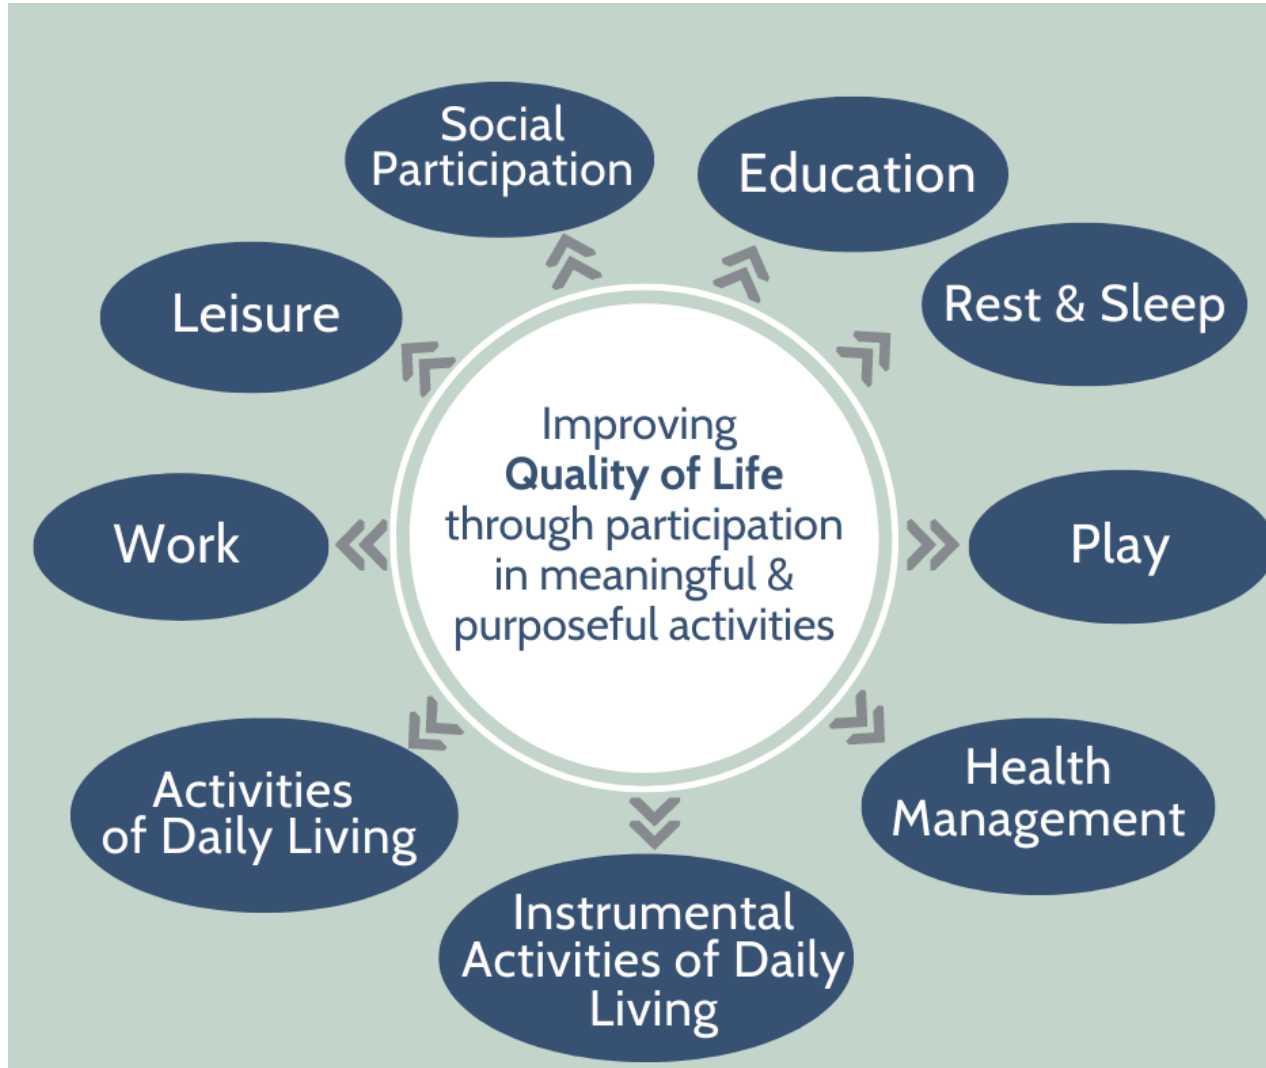 Social
Participation
Education
Rest & Sleep
Leisure
Improving
Quality of Life
through participation
in meaningful &
purposeful activities
Work
Play
Activities
of Daily Living
Health
Management
Instrumental
Activities of Daily
Living